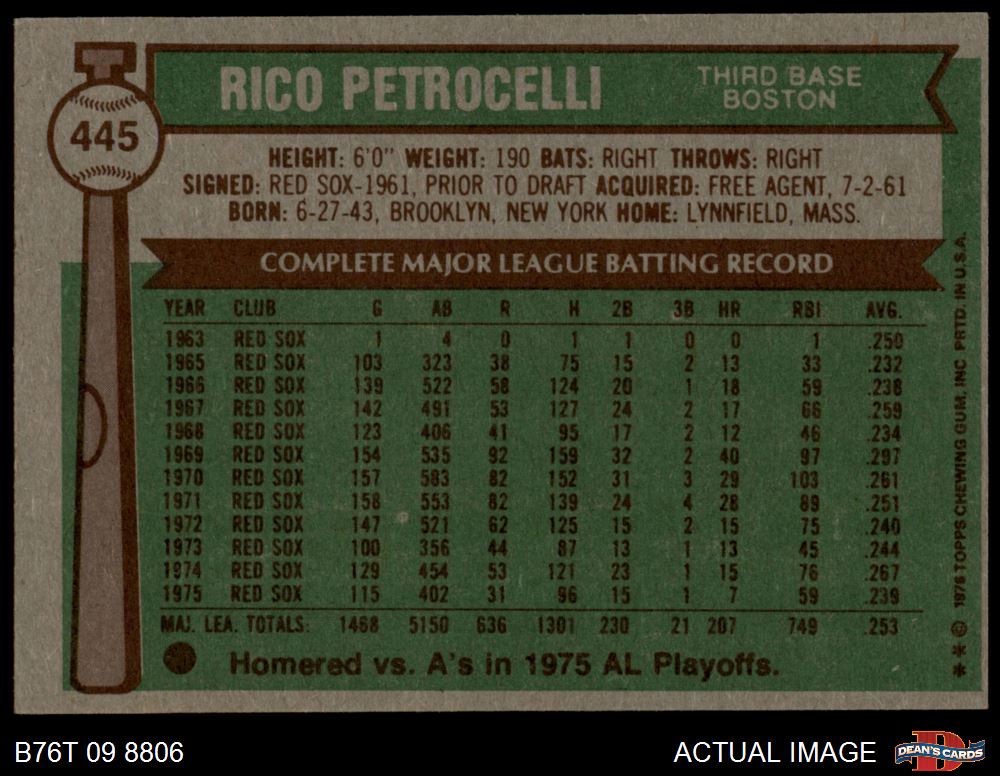 445
RICO PETROCELLI THIRD BASE
BOSTON
HEIGHT: 6'0" WEIGHT: 190 BATS: RIGHT THROWS: RIGHT
SIGNED: RED SOX-1961, PRIOR TO DRAFT ACQUIRED: FREE AGENT, 7-2-61
BORN: 6-27-43, BROOKLYN, NEW YORK HOME: LYNNFIELD, MASS.
COMPLETE MAJOR LEAGUE BATTING RECORD
YEAR CLUB G AB R H 2B 3B HR RBI AVG.
1963 RED SOX 1 4 0 1 1 0 0 1 .250
1965 RED SOX 103 323 38 75 15 2 13 33 .232
1966 RED SOX 139 522 58 124 20 1 18 59 .238
1967 RED SOX 142 491 53 127 24 2 17 66 .259
1968 RED SOX 123 406 41 95 17 2 12 46 .234
1969 RED SOX 154 535 92 159 32 2 40 97 .297
1970 RED SOX 157 583 82 152 31 3 29 103 .261
1971 RED SOX 158 553 82 139 24 4 28 89 .251
1972 RED SOX 147 521 62 125 15 2 15 75 .240
1973 RED SOX 100 356 44 87 13 1 13 45 .244
1974 RED SOX 129 454 53 121 23 1 15 76 .267
1975 RED SOX 115 402 31 96 15 1 7 59 .239
MAJ. LEA. TOTALS: 1468 5150 636 1301 230 21 207 749 .253
Homered vs. A's in 1975 AL Playoffs.
* * © 1976 TOPPS CHEWING GUM, INC PRTD. IN U.S.A.
B76T 09 8806 ACTUAL IMAGE DEAN'S CARDS